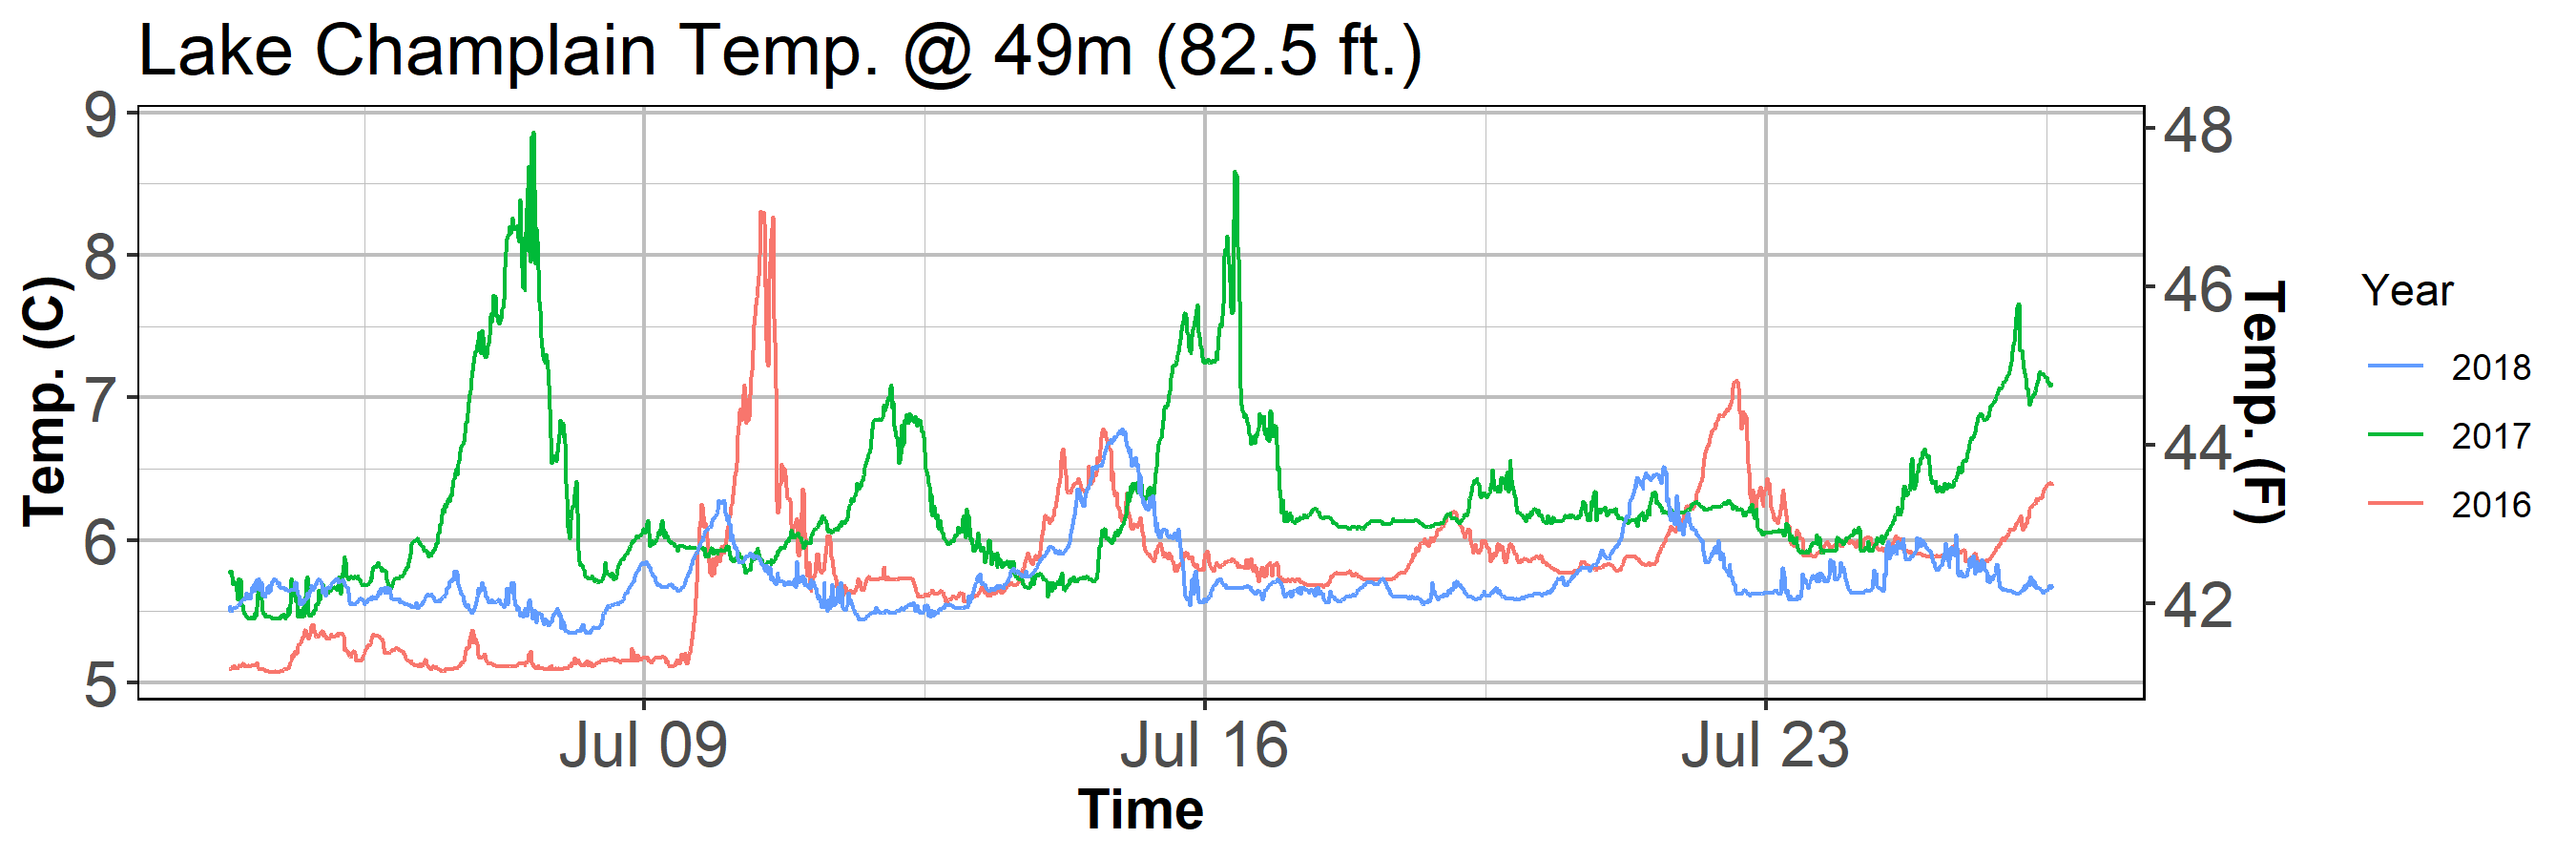 Lake Champlain Temp. @ 49m (82.5 ft.)
9
8
7
6
5
Temp. (C)
48
46
44
42
Temp. (F)
Jul 09
Jul 16
Jul 23
Time
Year
2018
2017
2016